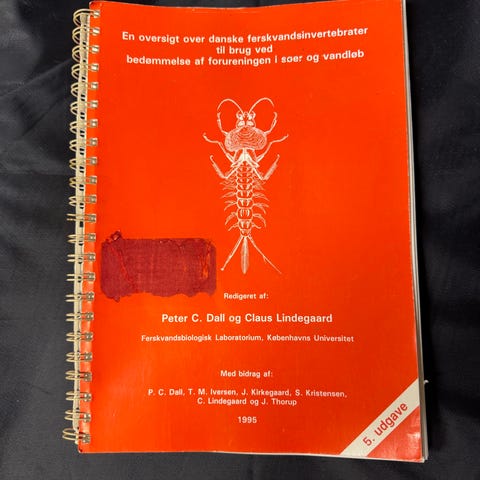 En oversigt over danske ferskvandsinvertebrater
til brug ved
bedømmelse af forureningen i søer og vandløb
Redigeret af:
Peter C. Dall og Claus Lindegaard
Ferskvandsbiologisk Laboratorium, Københavns Universitet
Med bidrag af:
P. C. Dall, T. M. Iversen, J. Kirkegaard, S. Kristensen,
C. Lindegaard og J. Thorup
1995
5. udgave